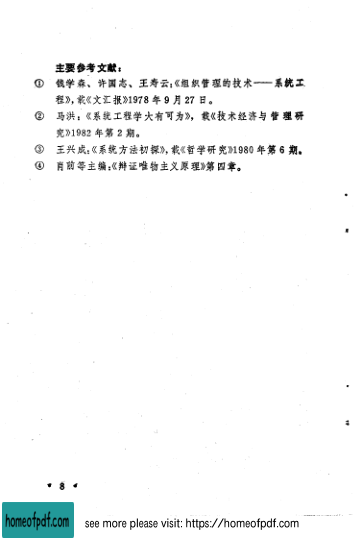 主要参考文献：
① 钱学森、许国志、王寿云：《组织管理的技术——系统工
程》，载《文汇报》1978年9月27日。
② 马洪：《系统工程学大有可为》，载《技术经济与管理研
究》1982年第2期。
③ 王兴成：《系统方法初探》，载《哲学研究》1980年第6期。
④ 肖前等主编：《辩证唯物主义原理》第四章。
• 8 •
homeofpdf.com
see more please visit: https://homeofpdf.com